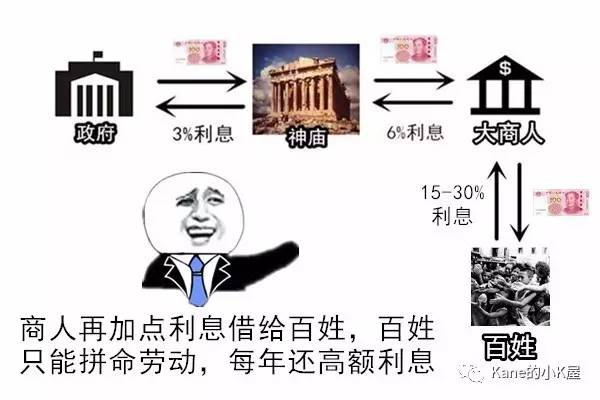 政府
3%利息
神庙
6%利息
$
大商人
15-30%
利息
百姓
商人再加点利息借给百姓，百姓
只能拼命劳动，每年还高额利息
Kane的小K屋